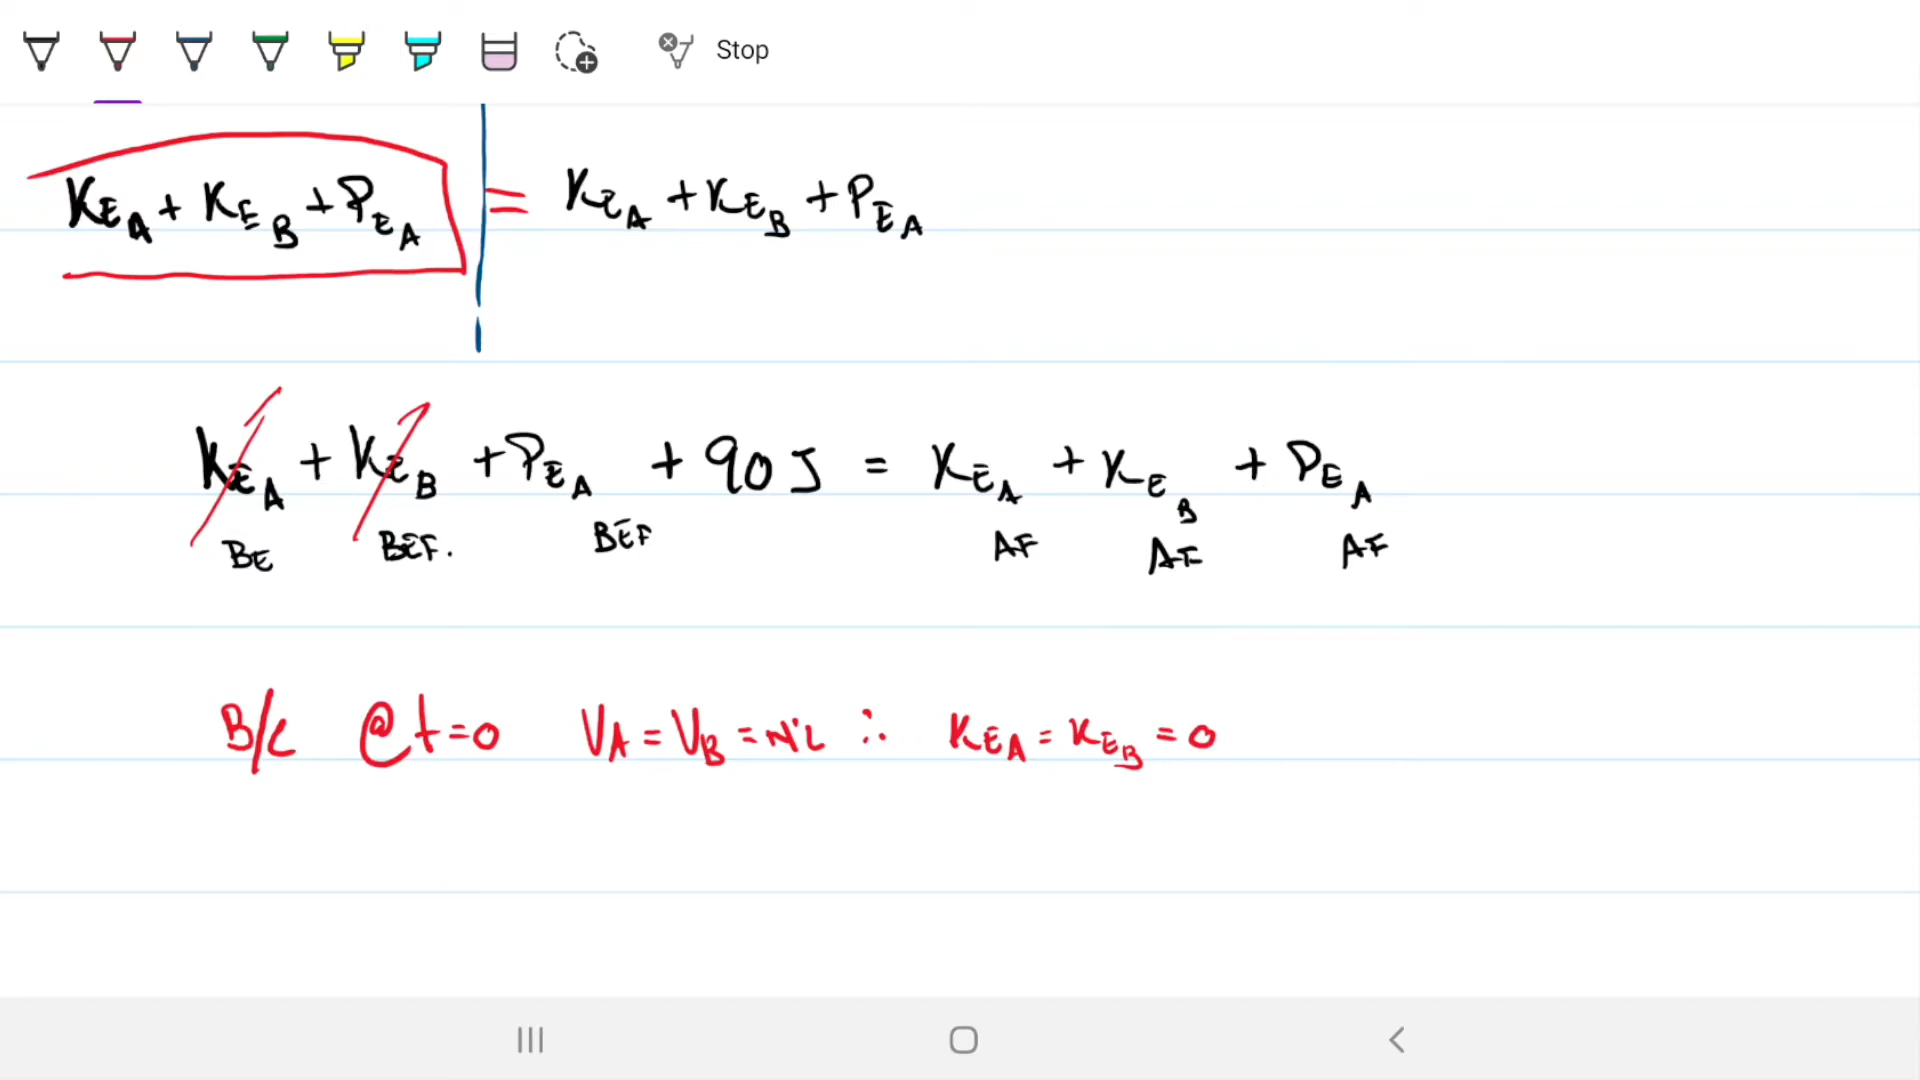 Stop
KEA + KEB + PEA = KEA + KEB + PEA
KEA + KEB + PEA + 90 J = KEA + KEB + PEA
BE BEF. BEF AF AF AF
B/C @ t=0 VA = VB = NIL ∴ KEA = KEB = 0